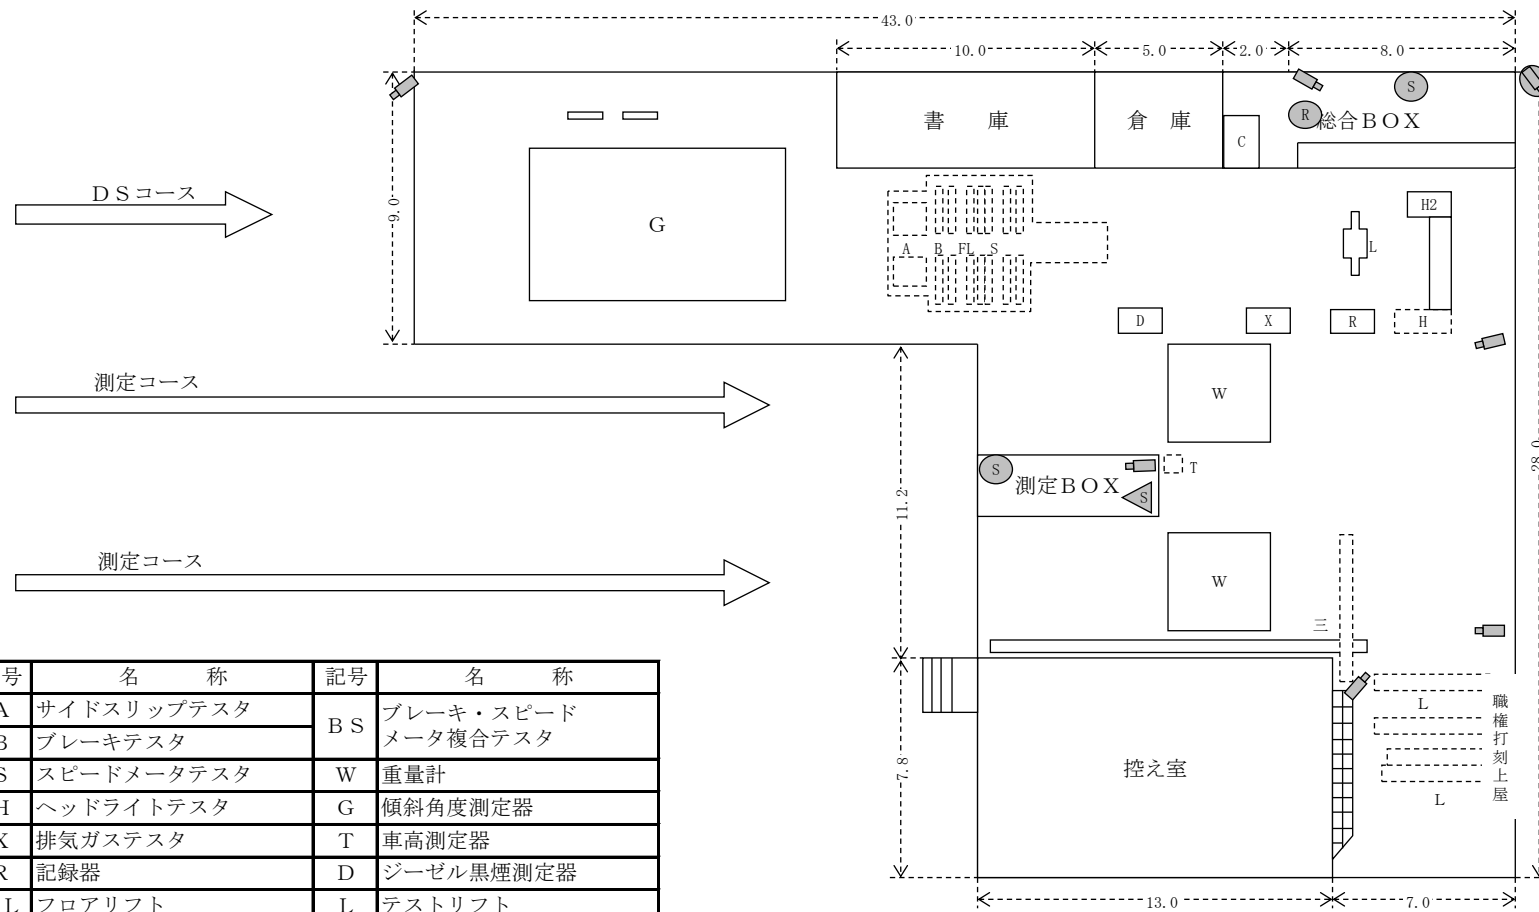 43.0
10.0
5.0
2.0
8.0
S
R
書 庫
倉 庫
総合BOX
C
DSコース
9.0
G
H2
A B FL S
L
D
X
R
H
測定コース
W
28.0
S
T
測定BOX
S
11.2
測定コース
W
三
号 名 称 記号 名 称
A サイドスリップテスタ BS ブレーキ・スピード
メータ複合テスタ
B ブレーキテスタ
S スピードメータテスタ W 重量計
H ヘッドライトテスタ G 傾斜角度測定器
X 排気ガステスタ T 車高測定器
R 記録器 D ジーゼル黒煙測定器
L フロアリフト L テストリフト
L
職権打刻上屋
7.8
控え室
L
13.0
7.0